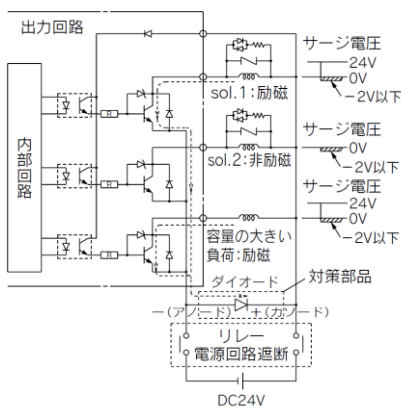 出力回路
サージ電圧
24V
0V
－2V以下
sol.1：励磁
内部回路
R
サージ電圧
0V
－2V以下
sol.2：非励磁
R
サージ電圧
24V
0V
－2V以下
容量の大きい
負荷：励磁
R
ダイオード
対策部品
－(アノード)
＋(カソード)
リレー
電源回路遮断
DC24V